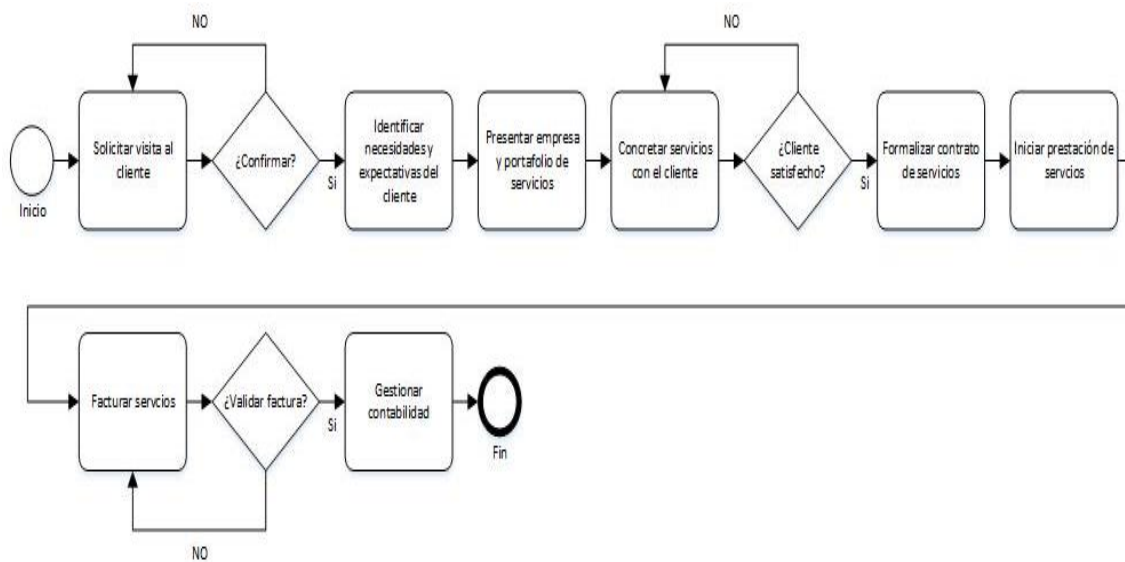 NO
NO
Solicitar visita al
cliente
¿Confirmar?
Si
Identificar
necesidades y
expectativas del
cliente
Presentar empresa
y portafolio de
servicios
Concretar servicios
con el cliente
¿Cliente
satisfecho?
Si
Formalizar contrato
de servicios
Iniciar prestación de
servcios
Inicio
Facturar servcios
¿Validar factura?
Si
Gestionar
contabilidad
Fin
NO